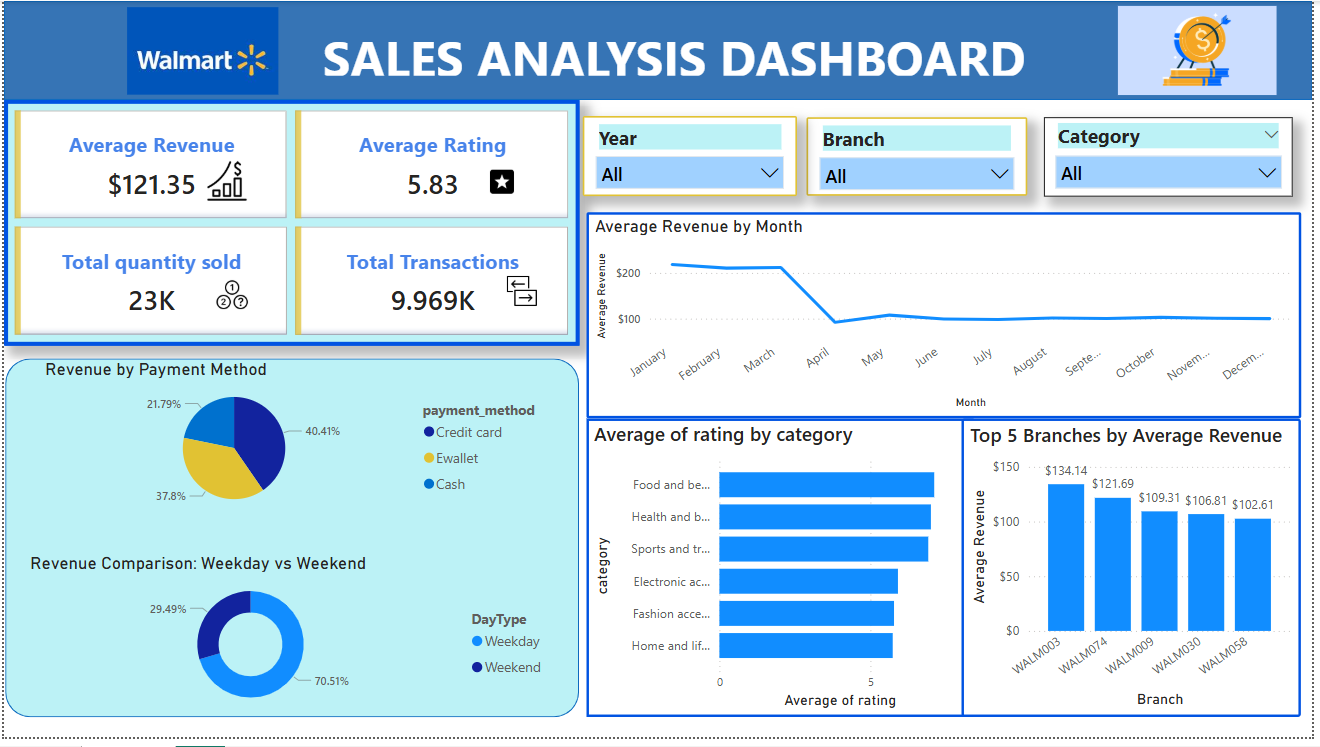 Walmart
SALES ANALYSIS DASHBOARD
$
Average Revenue
$121.35
$
Average Rating
5.83
Total quantity sold
23K
1
2 ?
Total Transactions
9.969K
Year
All
Branch
All
Category
All
Average Revenue by Month
Average Revenue
$200
$100
January
February
March
April
May
June
July
August
Septe...
October
Novem...
Decem...
Month
Revenue by Payment Method
21.79%
40.41%
37.8%
payment_method
Credit card
Ewallet
Cash
Revenue Comparison: Weekday vs Weekend
29.49%
70.51%
DayType
Weekday
Weekend
Average of rating by category
category
Food and be...
Health and b...
Sports and tr...
Electronic ac...
Fashion acce...
Home and lif...
0
5
Average of rating
Top 5 Branches by Average Revenue
Average Revenue
$150
$100
$50
$0
$134.14
$121.69
$109.31
$106.81
$102.61
WALM003
WALM074
WALM009
WALM030
WALM058
Branch